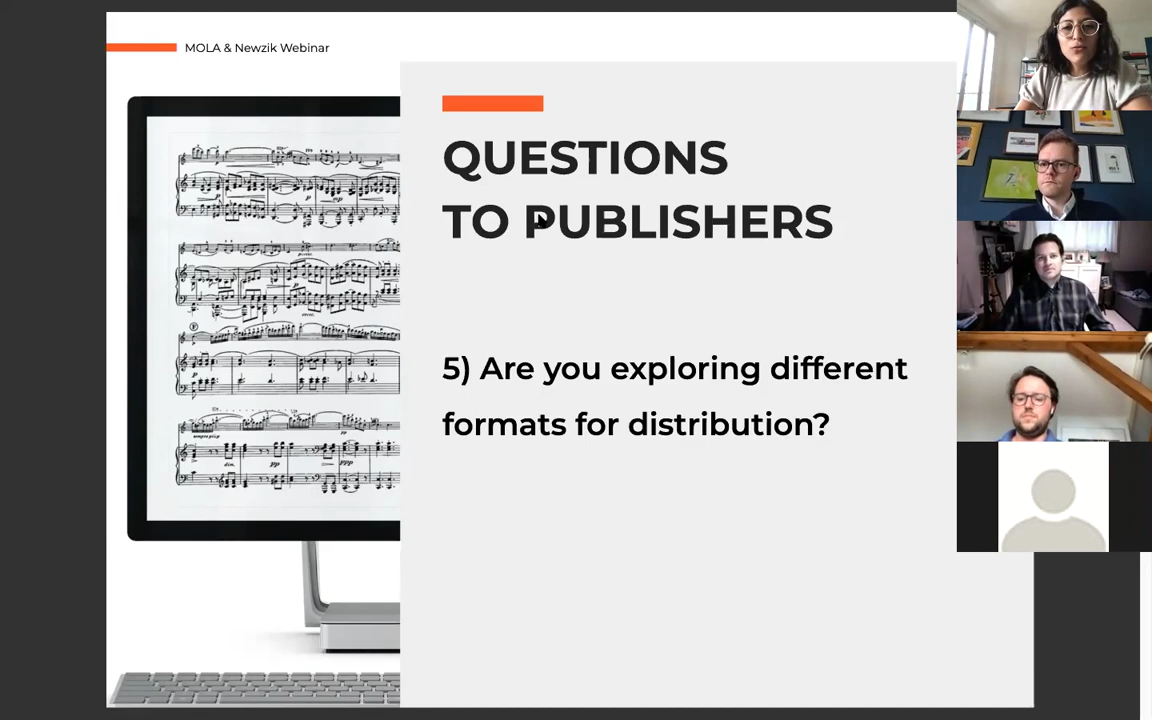 MOLA & Newzik Webinar
QUESTIONS
TO PUBLISHERS
5) Are you exploring different
formats for distribution?